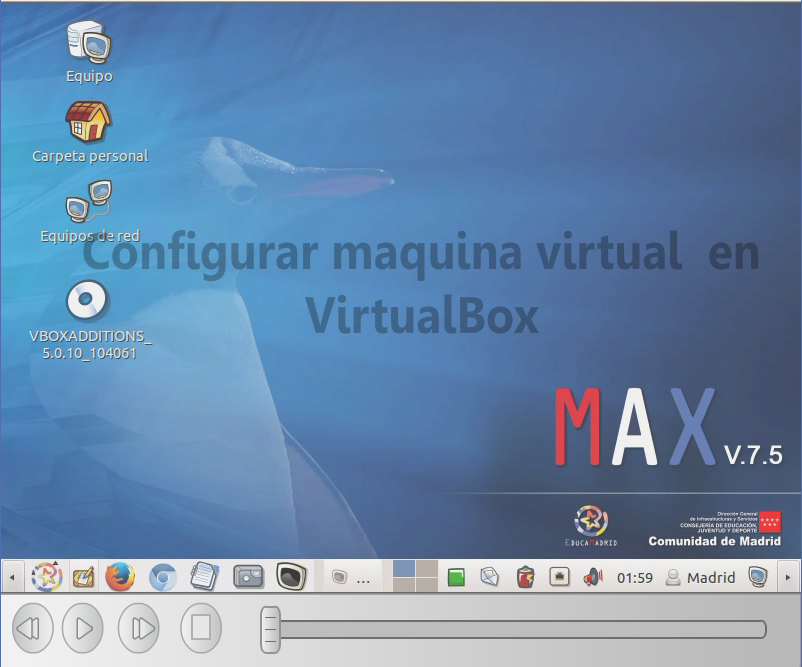 Equipo
Carpeta personal
Equipos de red
Configurar maquina virtual en
VirtualBox
VBOXADDITIONS_
5.0.10_104061
MAX V.7.5
EDUCAMADRID
Dirección General
de Infraestructuras y Servicios
CONSEJERÍA DE EDUCACIÓN,
JUVENTUD Y DEPORTE
Comunidad de Madrid
...
01:59
Madrid